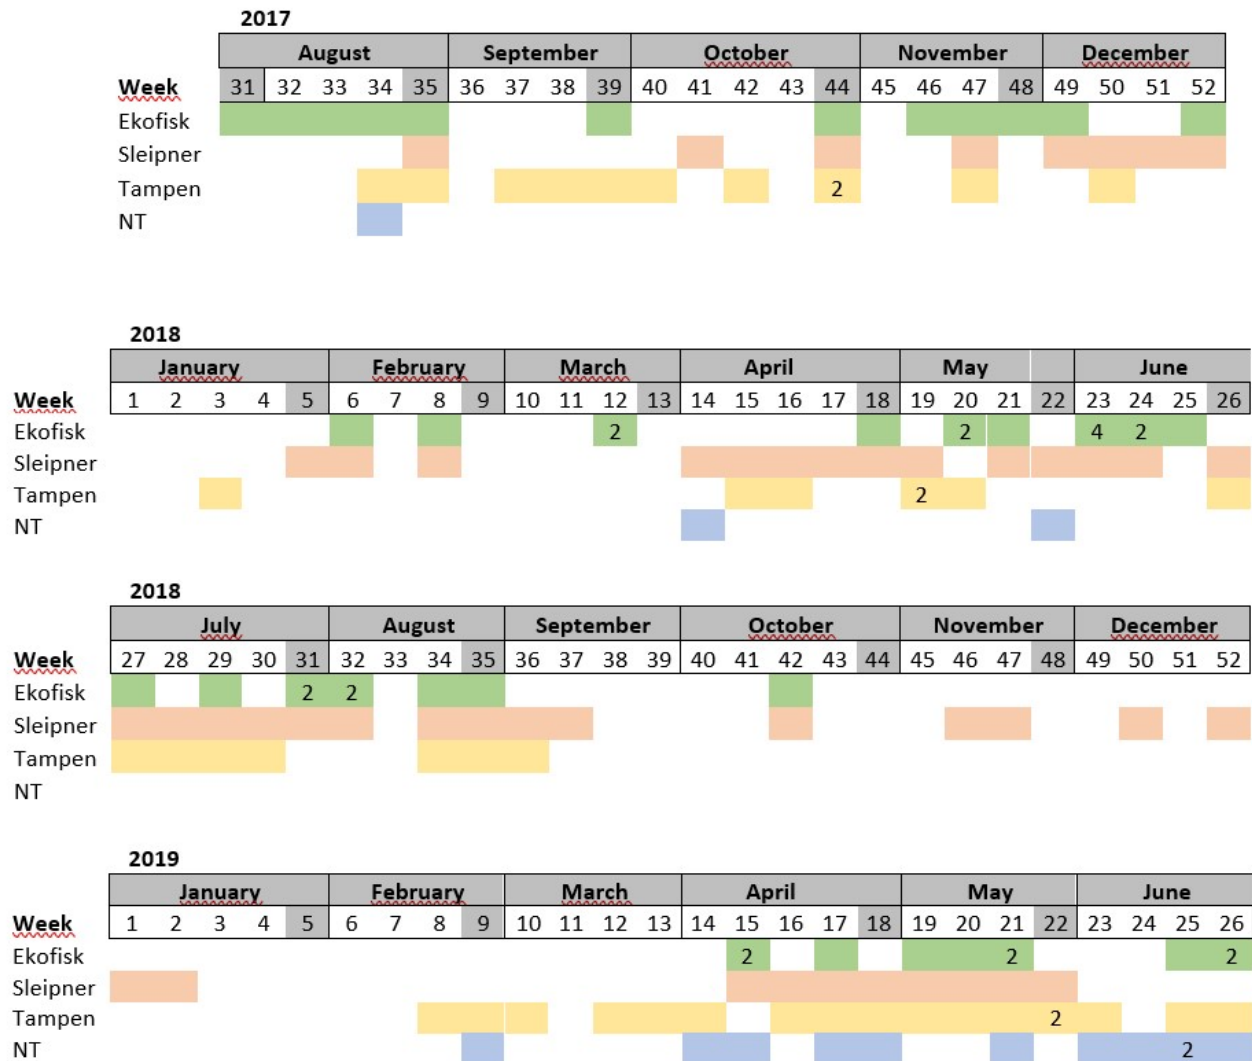 2017
August September October November December
Week 31 32 33 34 35 36 37 38 39 40 41 42 43 44 45 46 47 48 49 50 51 52
Ekofisk
Sleipner
Tampen 2
NT
2018
January February March April May June
Week 1 2 3 4 5 6 7 8 9 10 11 12 13 14 15 16 17 18 19 20 21 22 23 24 25 26
Ekofisk 2 2 4 2
Sleipner
Tampen 2
NT
2018
July August September October November December
Week 27 28 29 30 31 32 33 34 35 36 37 38 39 40 41 42 43 44 45 46 47 48 49 50 51 52
Ekofisk 2 2
Sleipner
Tampen
NT
2019
January February March April May June
Week 1 2 3 4 5 6 7 8 9 10 11 12 13 14 15 16 17 18 19 20 21 22 23 24 25 26
Ekofisk 2 2 2
Sleipner
Tampen 2
NT 2